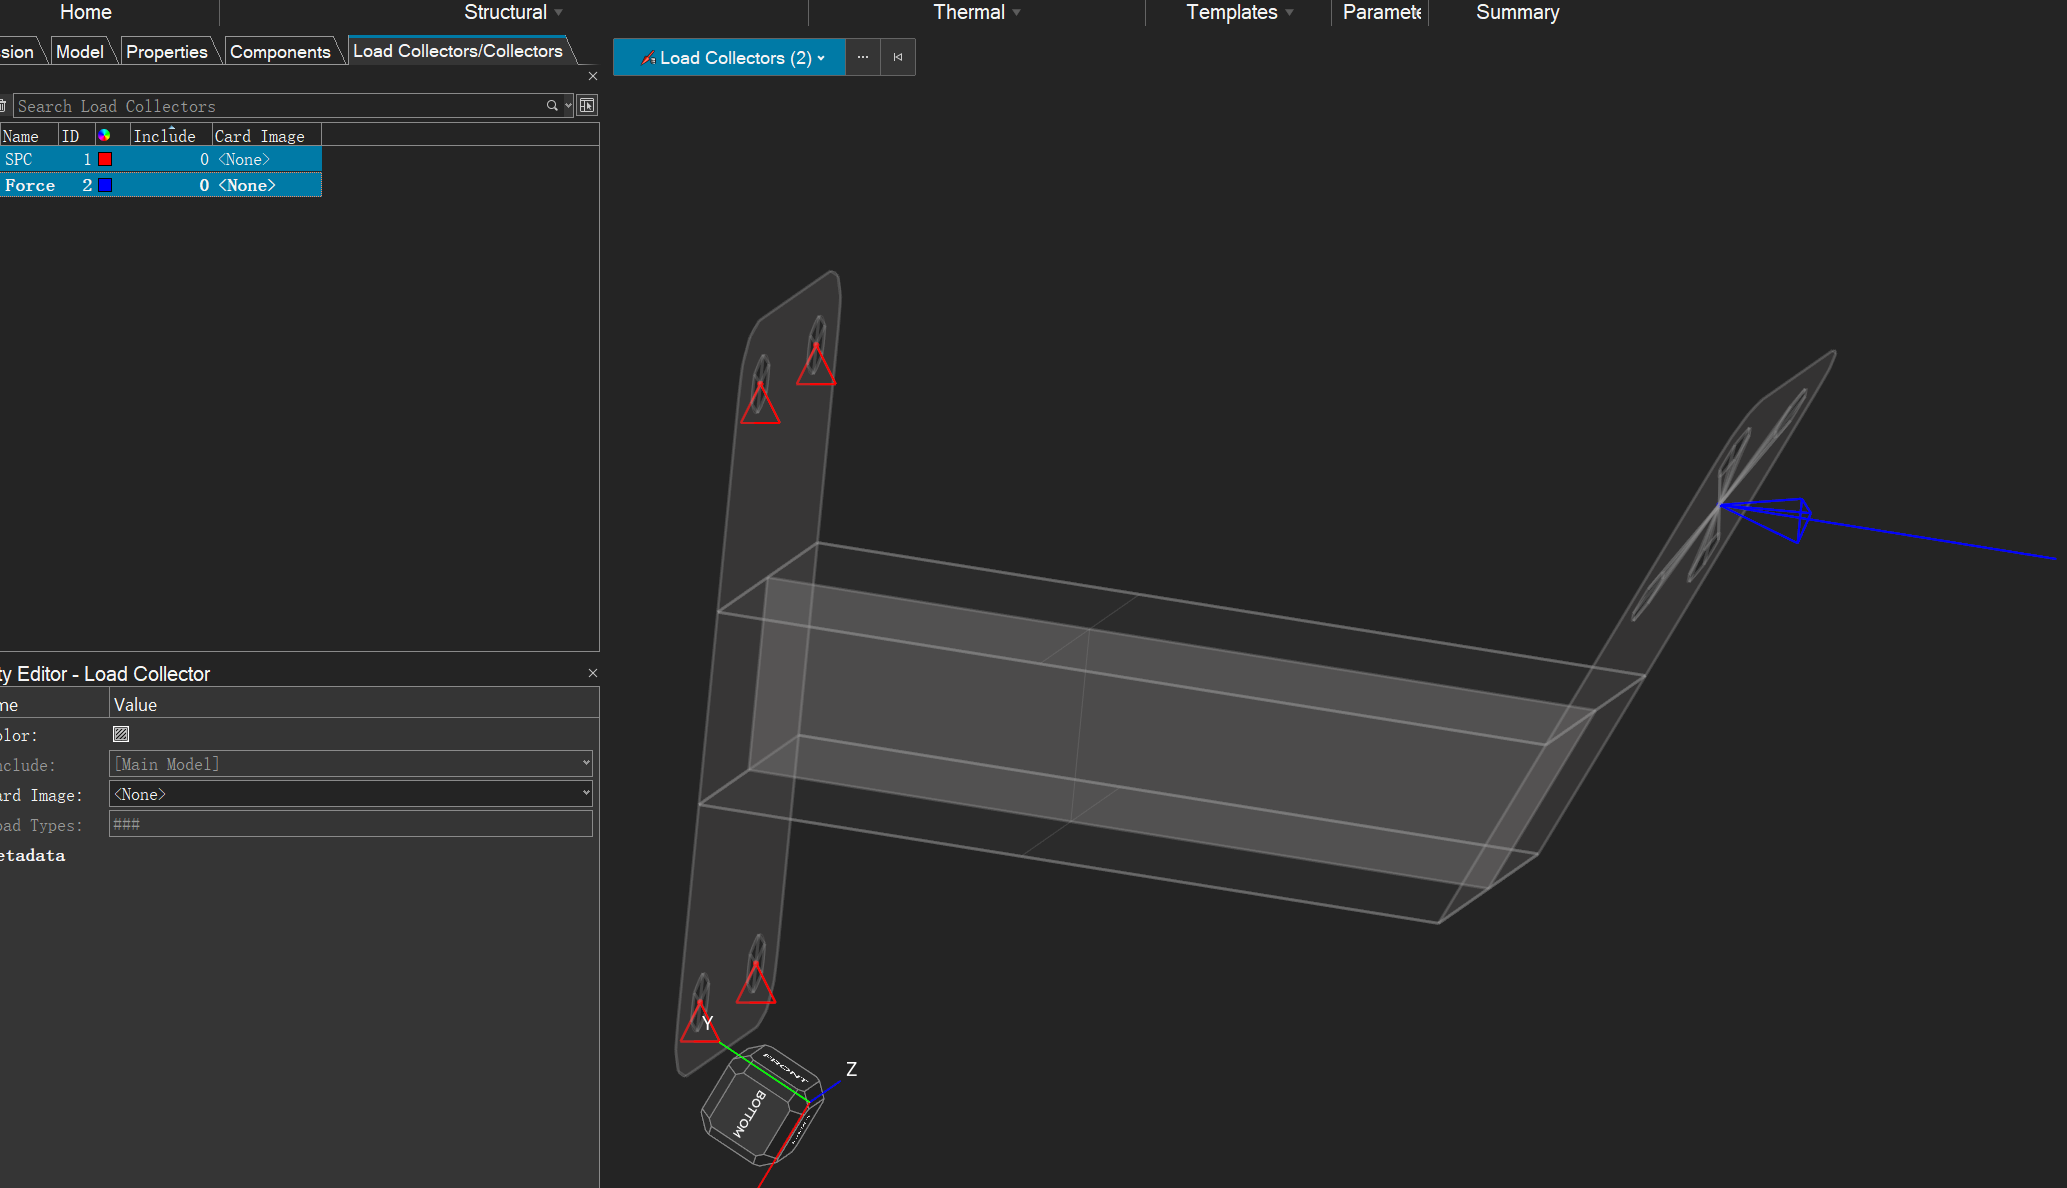 Home Structural Thermal Templates Paramete Summary
sion Model Properties Components Load Collectors/Collectors
Load Collectors (2) ...
Search Load Collectors
Name ID Include Card Image
SPC 1 0 <None>
Force 2 0 <None>
ty Editor - Load Collector
me Value
olor:
nclude: [Main Model]
ard Image: <None>
oad Types: ###
etadata
Y
Z
FRONT
BOTTOM